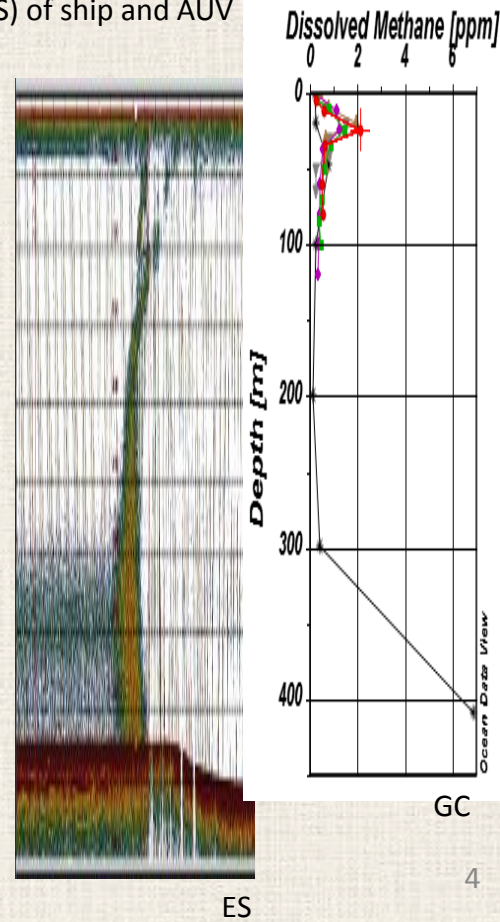 S) of ship and AUV
Dissolved Methane [ppm]
0 2 4 6
0
100
200
300
400
Depth [m]
Ocean Data View
GC
4
ES